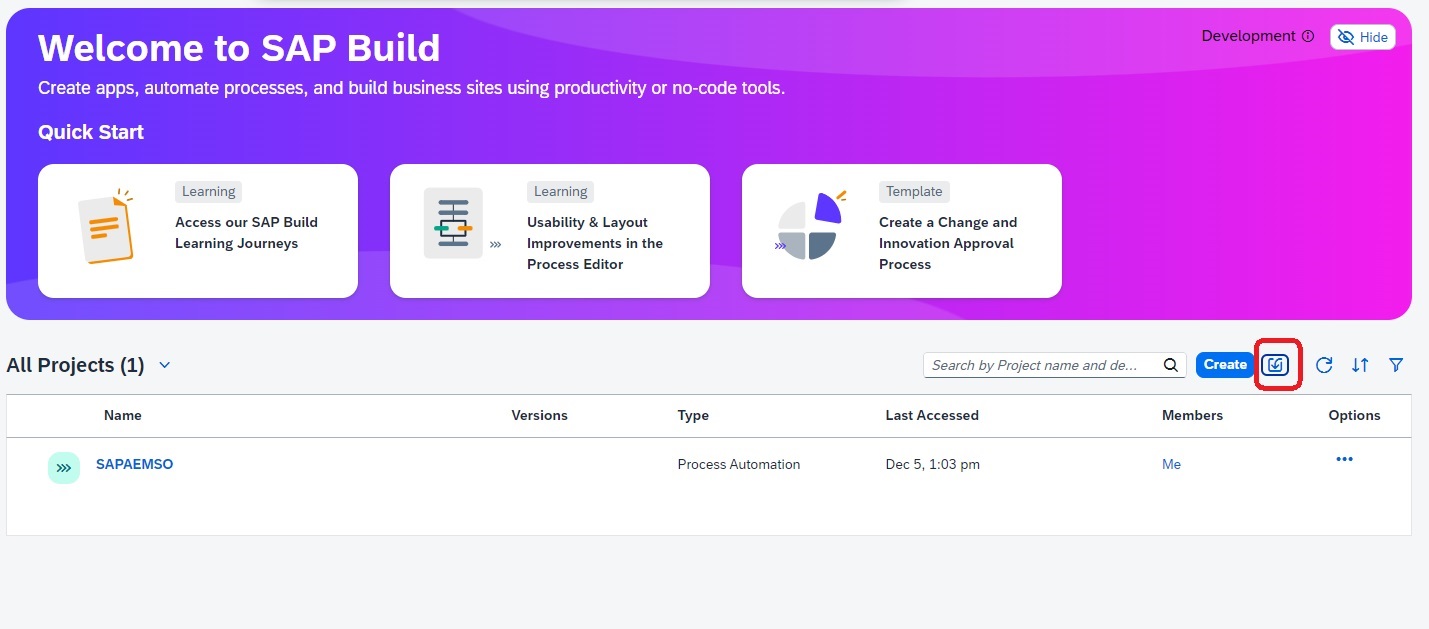 Welcome to SAP Build
Development
Hide
Create apps, automate processes, and build business sites using productivity or no-code tools.
Quick Start
Learning
Access our SAP Build
Learning Journeys
Learning
Usability & Layout
Improvements in the
Process Editor
Template
Create a Change and
Innovation Approval
Process
All Projects (1)
Search by Project name and de...
Create
Name Versions Type Last Accessed Members Options
SAPAEMSO Process Automation Dec 5, 1:03 pm Me